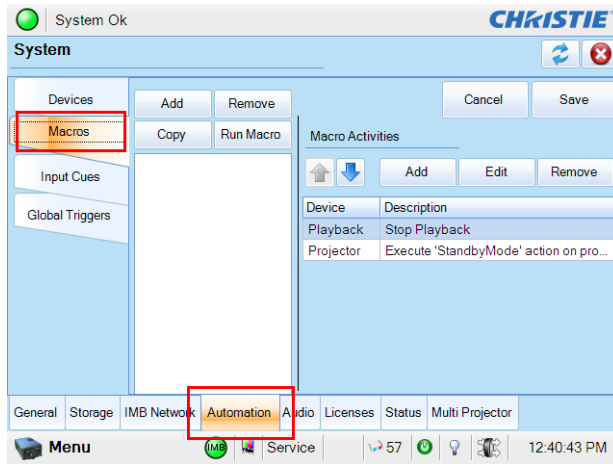 System Ok
CHRISTIE
System
Devices
Macros
Input Cues
Global Triggers
Add
Remove
Copy
Run Macro
Cancel
Save
Macro Activities
Add
Edit
Remove
Device Description
Playback Stop Playback
Projector Execute 'StandbyMode' action on pro...
General Storage IMB Network Automation Audio Licenses Status Multi Projector
Menu IMB Service 57 12:40:43 PM